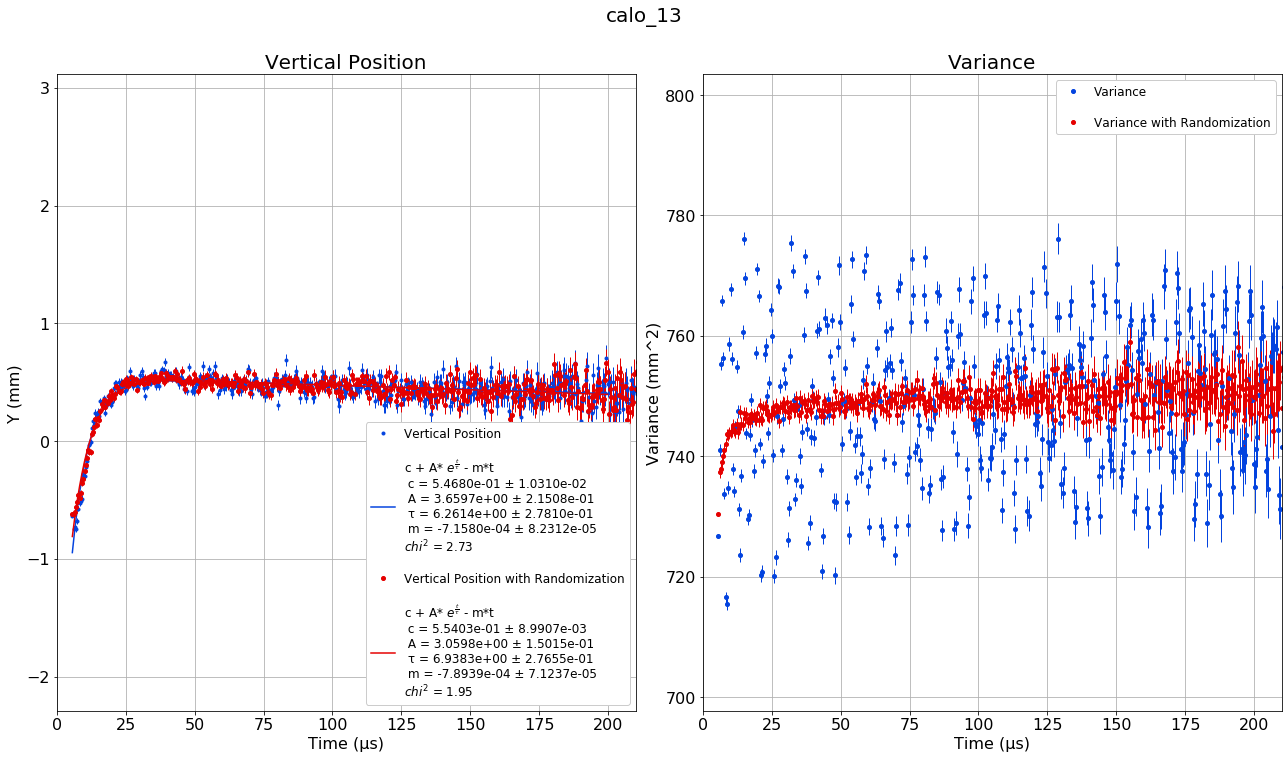 calo_13
Vertical Position
3
2
1
0
−1
−2
Y (mm)
0 25 50 75 100 125 150 175 200
Time (μs)
Vertical Position
c + A* e^{t/τ} - m*t
c = 5.4680e-01 ± 1.0310e-02
A = 3.6597e+00 ± 2.1508e-01
τ = 6.2614e+00 ± 2.7810e-01
m = -7.1580e-04 ± 8.2312e-05
chi² = 2.73
Vertical Position with Randomization
c + A* e^{t/τ} - m*t
c = 5.5403e-01 ± 8.9907e-03
A = 3.0598e+00 ± 1.5015e-01
τ = 6.9383e+00 ± 2.7655e-01
m = -7.8939e-04 ± 7.1237e-05
chi² = 1.95
Variance
800
780
760
740
720
700
Variance (mm^2)
0 25 50 75 100 125 150 175 200
Time (μs)
Variance
Variance with Randomization